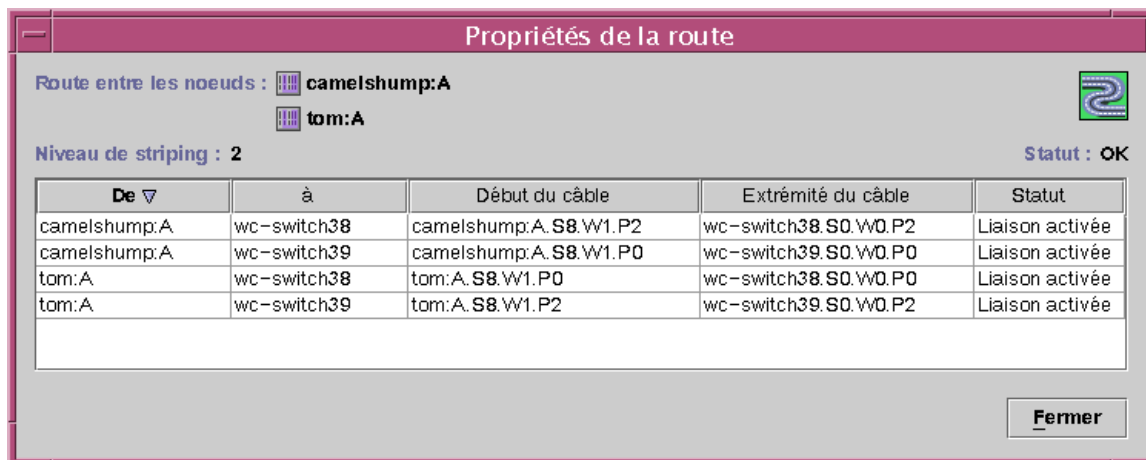 Propriétés de la route
Route entre les noeuds : camelshump:A
tom:A
Niveau de striping : 2 Statut : OK
De à Début du câble Extrémité du câble Statut
camelshump:A wc-switch38 camelshump:A.S8.W1.P2 wc-switch38.S0.W0.P2 Liaison activée
camelshump:A wc-switch39 camelshump:A.S8.W1.P0 wc-switch39.S0.W0.P0 Liaison activée
tom:A wc-switch38 tom:A.S8.W1.P0 wc-switch38.S0.W0.P0 Liaison activée
tom:A wc-switch39 tom:A.S8.W1.P2 wc-switch39.S0.W0.P2 Liaison activée
Fermer